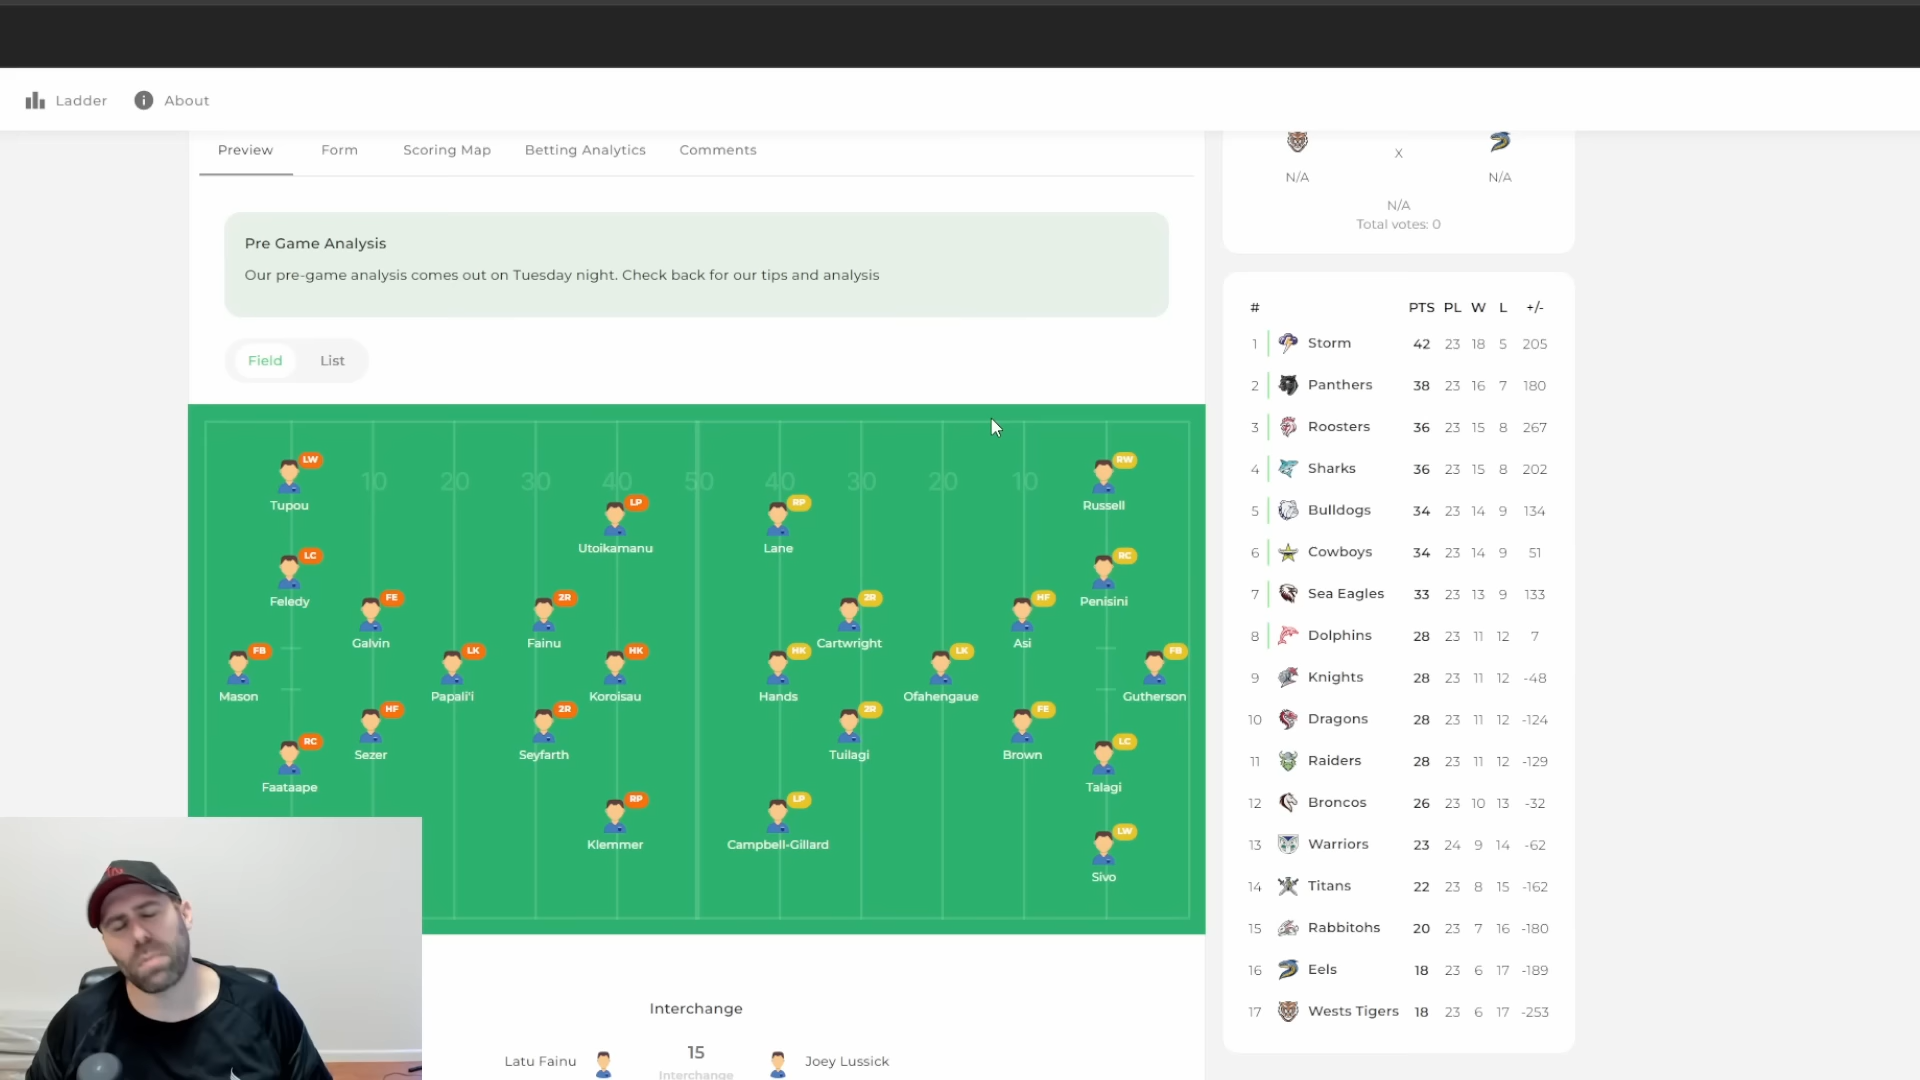 Ladder
About
Preview
Form
Scoring Map
Betting Analytics
Comments
Pre Game Analysis
Our pre-game analysis comes out on Tuesday night. Check back for our tips and analysis
Field
List
10 20 30 40 50 40 30 20 10
LW
Tupou
LP
Utoikamanu
RP
Lane
RW
Russell
LC
Feledy
RC
Penisini
FE
Galvin
2R
Fainu
2R
Cartwright
HF
Asi
FB
Mason
LK
Papali'i
HK
Koroisau
HK
Hands
LK
Ofahengaue
FB
Gutherson
HF
Sezer
2R
Seyfarth
2R
Tuilagi
FE
Brown
RC
Faataape
LC
Talagi
RP
Klemmer
LP
Campbell-Gillard
LW
Sivo
Interchange
Latu Fainu
15
Interchange
Joey Lussick
N/A
X
N/A
N/A
Total votes: 0
# PTS PL W L +/-
1 Storm 42 23 18 5 205
2 Panthers 38 23 16 7 180
3 Roosters 36 23 15 8 267
4 Sharks 36 23 15 8 202
5 Bulldogs 34 23 14 9 134
6 Cowboys 34 23 14 9 51
7 Sea Eagles 33 23 13 9 133
8 Dolphins 28 23 11 12 7
9 Knights 28 23 11 12 -48
10 Dragons 28 23 11 12 -124
11 Raiders 28 23 11 12 -129
12 Broncos 26 23 10 13 -32
13 Warriors 23 24 9 14 -62
14 Titans 22 23 8 15 -162
15 Rabbitohs 20 23 7 16 -180
16 Eels 18 23 6 17 -189
17 Wests Tigers 18 23 6 17 -253